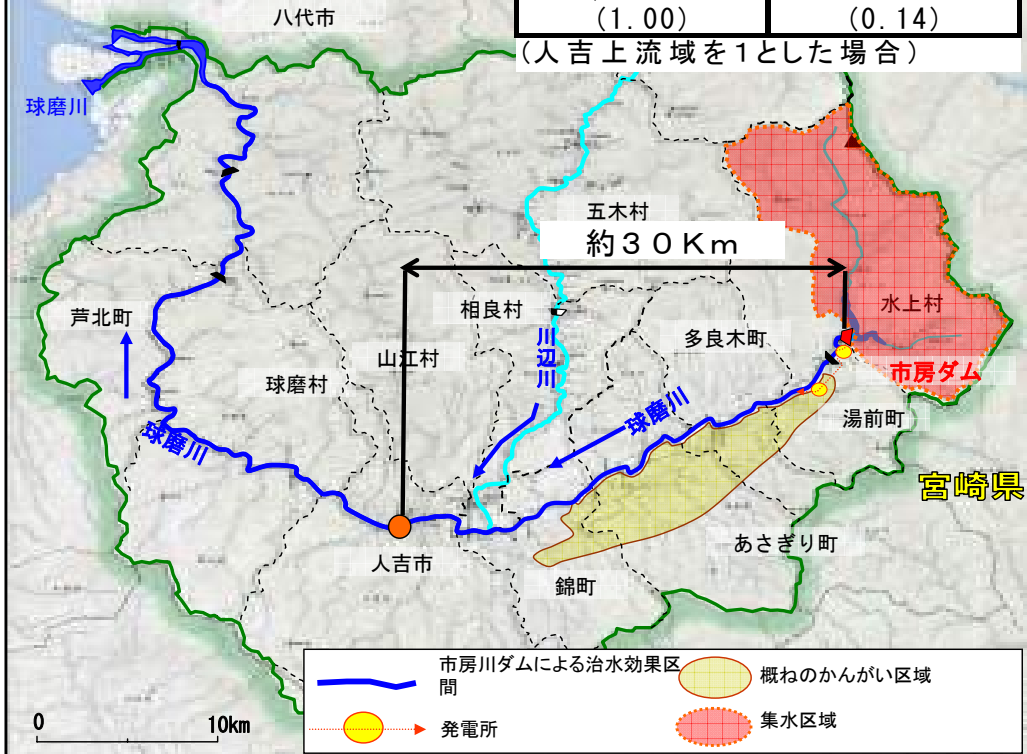 八代市
(1.00)
(0.14)
(人吉上流域を1とした場合)
球磨川
五木村
約30Km
芦北町
相良村
水上村
山江村
川辺川
多良木町
球磨村
市房ダム
湯前町
球磨川
球磨川
宮崎県
人吉市
あさぎり町
錦町
市房川ダムによる治水効果区
間
概ねのかんがい区域
発電所
集水区域
0
10km